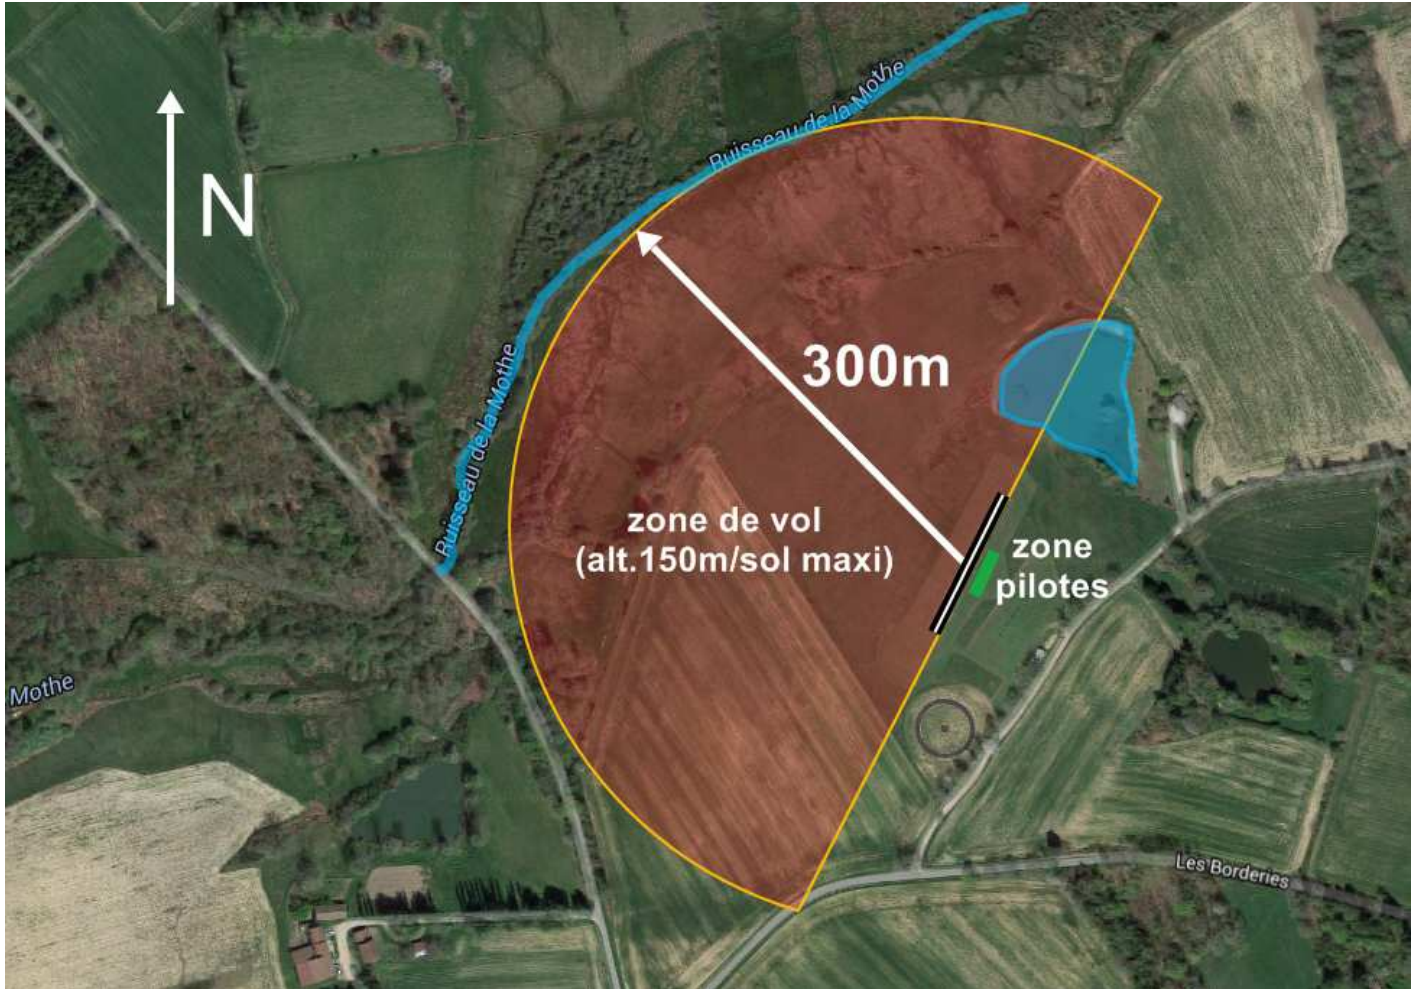 N
Ruisseau de la Mothe
300m
Ruisseau de la Mothe
zone de vol
(alt.150m/sol maxi)
zone
pilotes
Mothe
Les Borderies